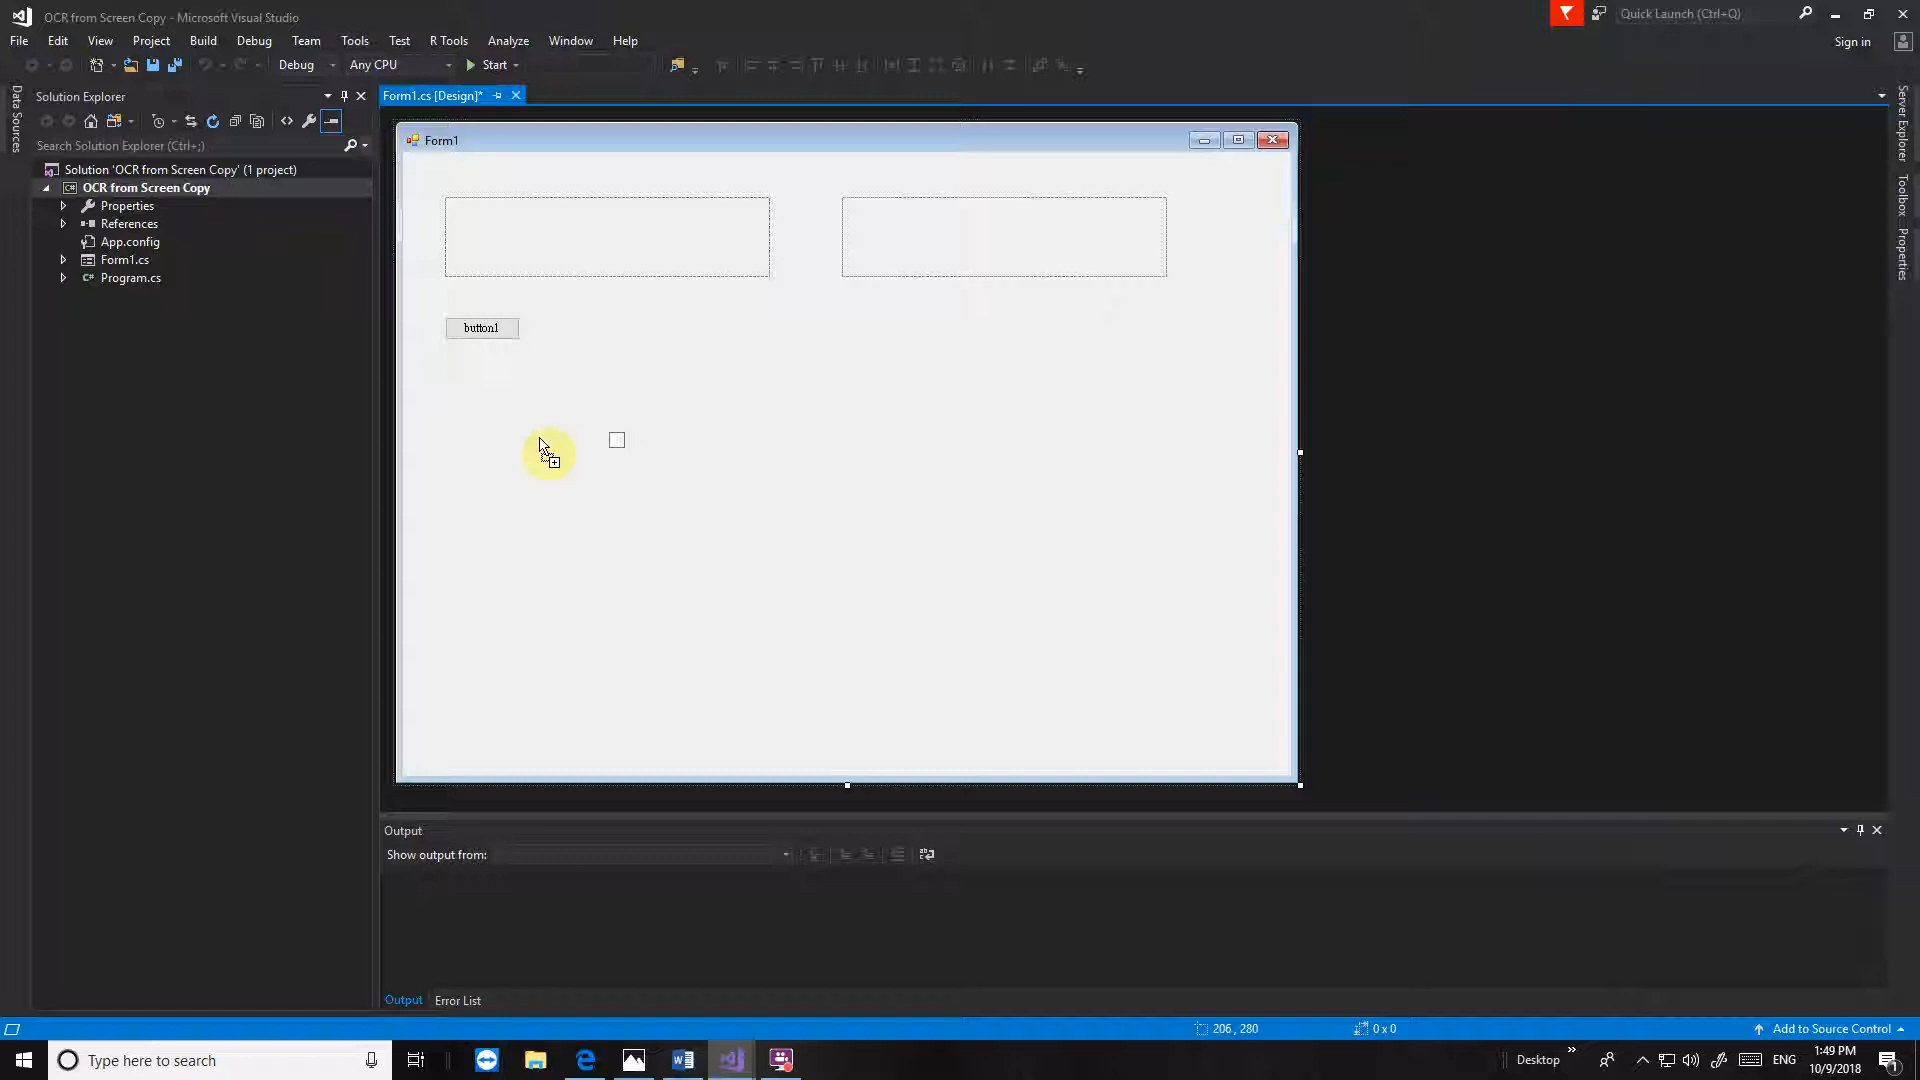 OCR from Screen Copy - Microsoft Visual Studio
Quick Launch (Ctrl+Q)
File Edit View Project Build Debug Team Tools Test R Tools Analyze Window Help
Sign in
Debug Any CPU Start
Data Sources
Solution Explorer
Search Solution Explorer (Ctrl+;)
Solution 'OCR from Screen Copy' (1 project)
OCR from Screen Copy
Properties
References
App.config
Form1.cs
Program.cs
Form1.cs [Design]*
Form1
button1
Server Explorer
Toolbox
Properties
Output
Show output from:
Output Error List
206 , 280
0 x 0
Add to Source Control
Type here to search
Desktop
ENG
1:49 PM
10/9/2018
1